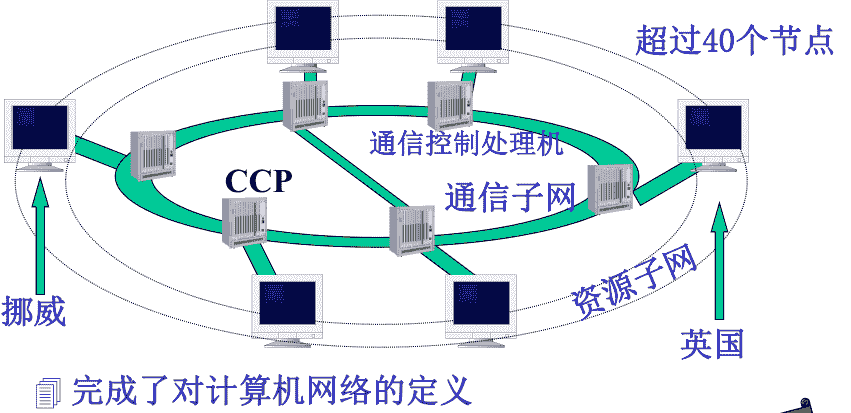 超过40个节点
通信控制处理机
CCP
通信子网
资源子网
挪威
英国
完成了对计算机网络的定义